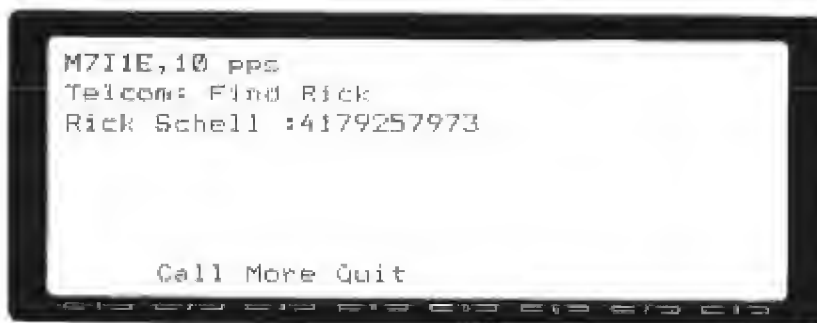 M7I1E,10 pps
Telcom: Find Rick
Rick Schell :4179257973
Call More Quit